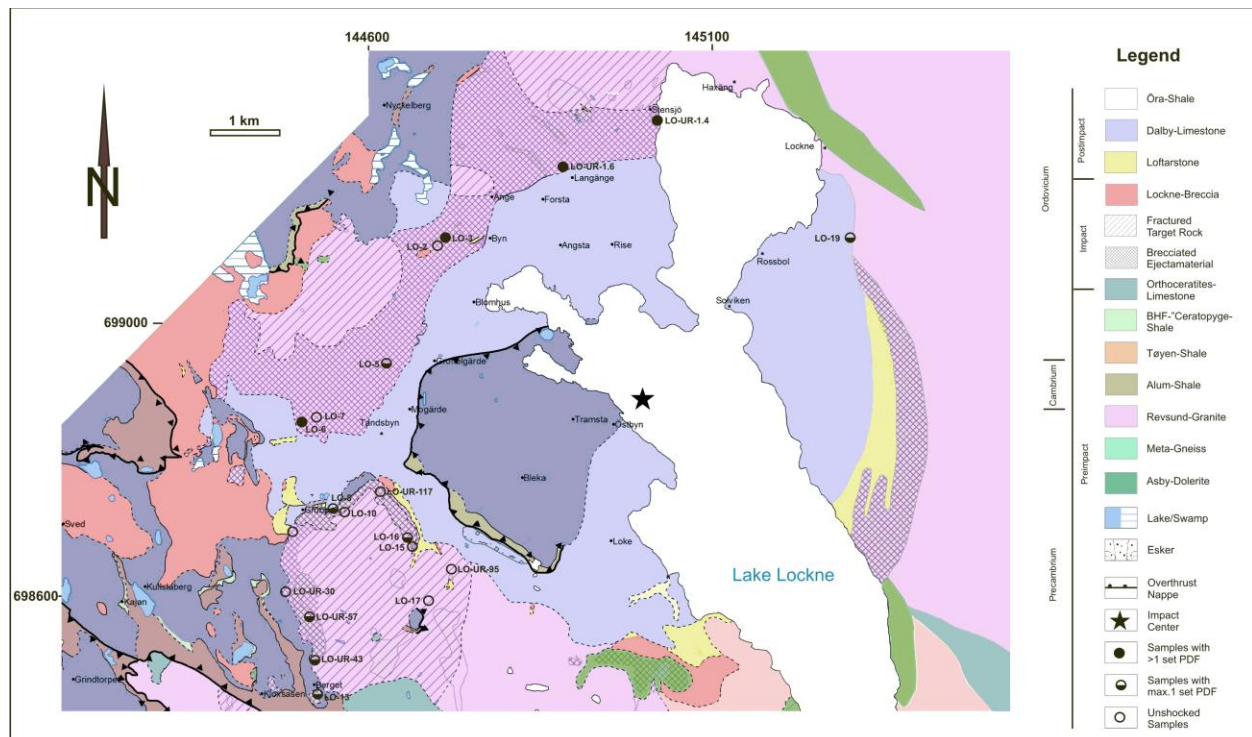 144600
145100
Legend
Haxäng
Nyckelberg
Stensjö
LO-UR-1.4
1 km
Lockne
LO-UR-1.6
Langänge
Ånge
Forsta
N
LO-3
LO-2
Byn
Angsta
Rise
LO-19
Rossbol
Blomhus
Solviken
699000
LO-5
Mogärde
LO-7
LO-6
Tandsbyn
Tramsta
Ostbyn
Bleka
LO-UR-117
LO-8
LO-10
Sved
LO-16
LO-15
Loke
LO-UR-95
Lake Lockne
Kullslaberg
LO-UR-30
698600
Kajan
LO-17
LO-UR-57
LO-UR-43
Grindtorpet
Berget
Kloxsasen
LO-13
Precambrium
Cambrium
Ordovicium
Preimpact
Impact
Postimpact
Öra-Shale
Dalby-Limestone
Loftarstone
Lockne-Breccia
Fractured
Target Rock
Brecciated
Ejectamaterial
Orthoceratites-
Limestone
BHF-"Ceratopyge-
Shale
Tøyen-Shale
Alum-Shale
Revsund-Granite
Meta-Gneiss
Asby-Dolerite
Lake/Swamp
Esker
Overthrust
Nappe
Impact
Center
Samples with
>1 set PDF
Samples with
max.1 set PDF
Unshocked
Samples